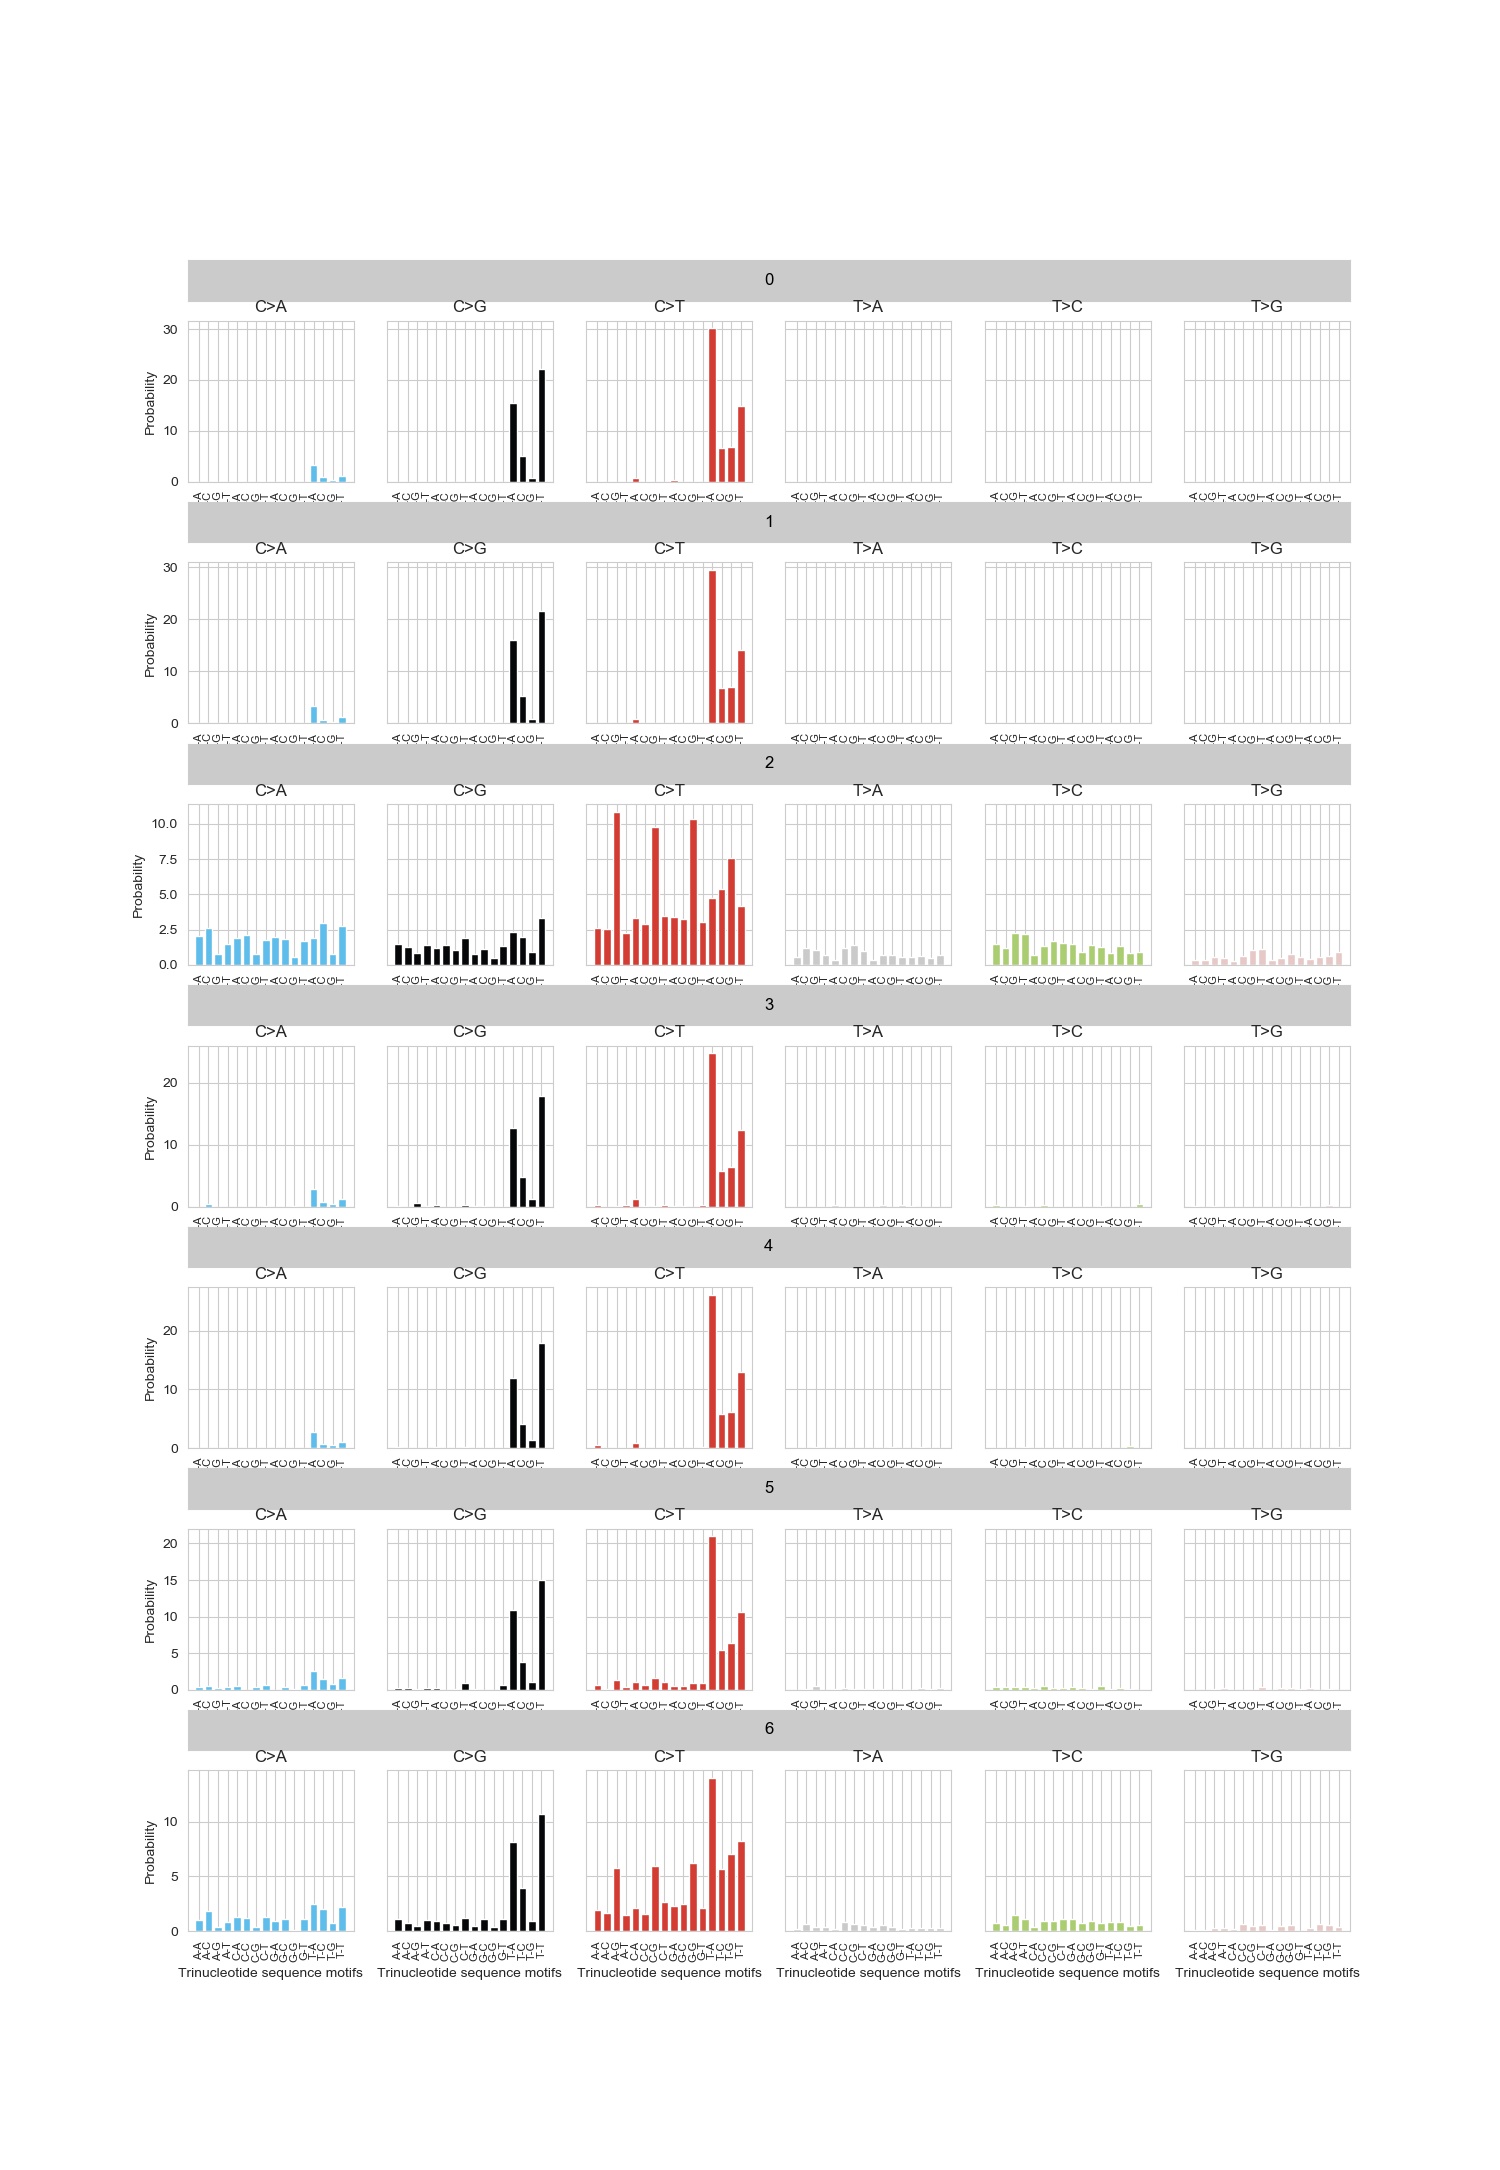 0
C>A C>G C>T T>A T>C T>G
Probability
30
20
10
0
1
C>A C>G C>T T>A T>C T>G
Probability
30
20
10
0
2
C>A C>G C>T T>A T>C T>G
Probability
10.0
7.5
5.0
2.5
0.0
3
C>A C>G C>T T>A T>C T>G
Probability
20
10
0
4
C>A C>G C>T T>A T>C T>G
Probability
20
10
0
5
C>A C>G C>T T>A T>C T>G
Probability
20
15
10
5
0
6
C>A C>G C>T T>A T>C T>G
Probability
10
5
0
A-A A-C A-G A-T C-A C-C C-G C-T G-A G-C G-G G-T T-A T-C T-G T-T
A-A A-C A-G A-T C-A C-C C-G C-T G-A G-C G-G G-T T-A T-C T-G T-T
A-A A-C A-G A-T C-A C-C C-G C-T G-A G-C G-G G-T T-A T-C T-G T-T
A-A A-C A-G A-T C-A C-C C-G C-T G-A G-C G-G G-T T-A T-C T-G T-T
A-A A-C A-G A-T C-A C-C C-G C-T G-A G-C G-G G-T T-A T-C T-G T-T
A-A A-C A-G A-T C-A C-C C-G C-T G-A G-C G-G G-T T-A T-C T-G T-T
Trinucleotide sequence motifs Trinucleotide sequence motifs Trinucleotide sequence motifs Trinucleotide sequence motifs Trinucleotide sequence motifs Trinucleotide sequence motifs